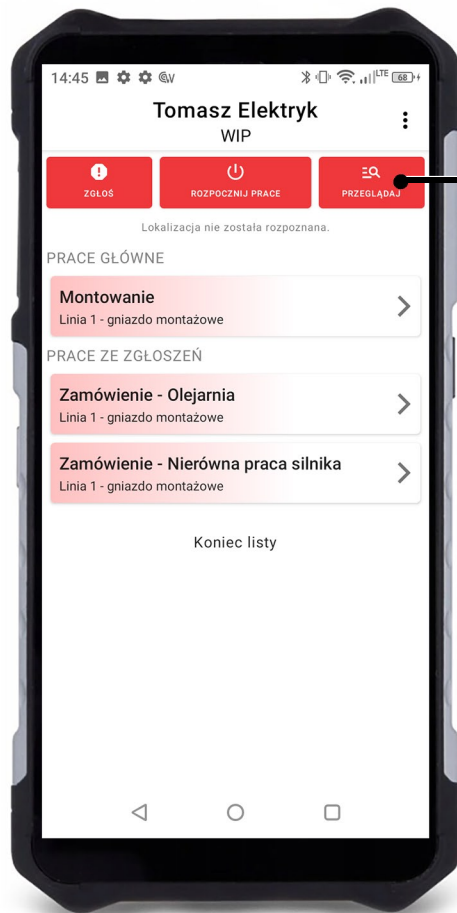 14:45 LTE 68
Tomasz Elektryk
WIP
ZGŁOŚ ROZPOCZNIJ PRACE PRZEGLĄDAJ
Lokalizacja nie została rozpoznana.
PRACE GŁÓWNE
Montowanie
Linia 1 - gniazdo montażowe
PRACE ZE ZGŁOSZEŃ
Zamówienie - Olejarnia
Linia 1 - gniazdo montażowe
Zamówienie - Nierówna praca silnika
Linia 1 - gniazdo montażowe
Koniec listy